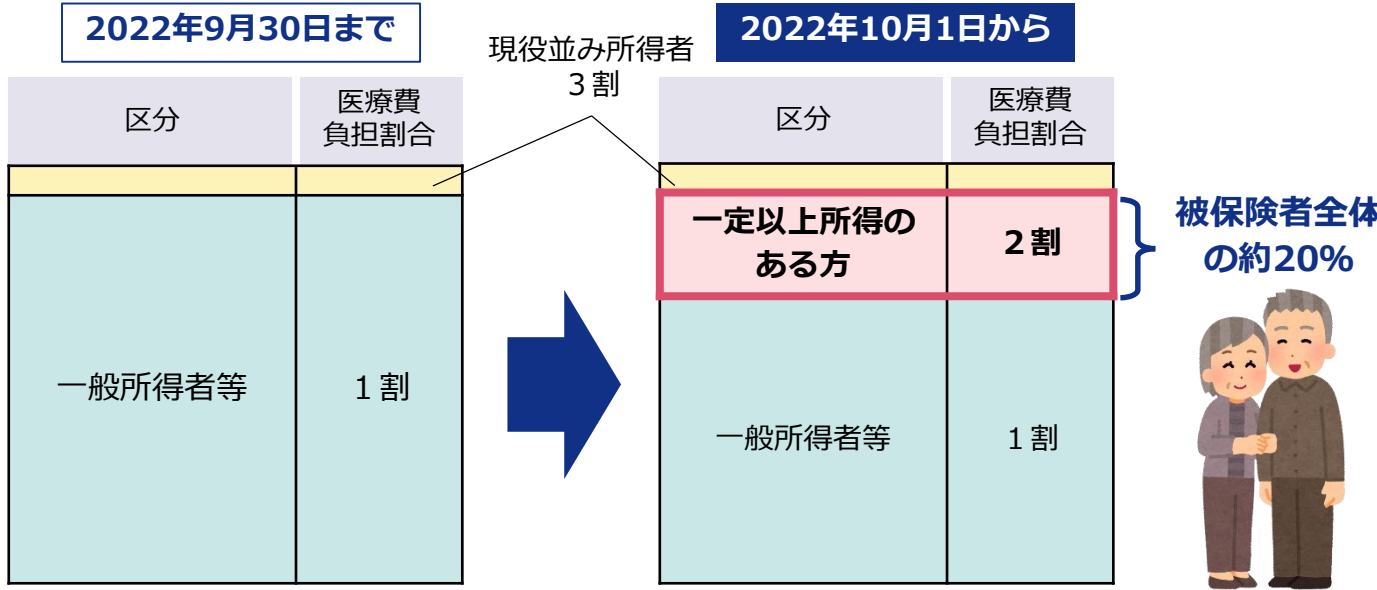 2022年9月30日まで
現役並み所得者
３割
2022年10月1日から
区分
医療費
負担割合
一般所得者等
１割
区分
医療費
負担割合
一定以上所得の
ある方
２割
一般所得者等
１割
被保険者全体
の約20%